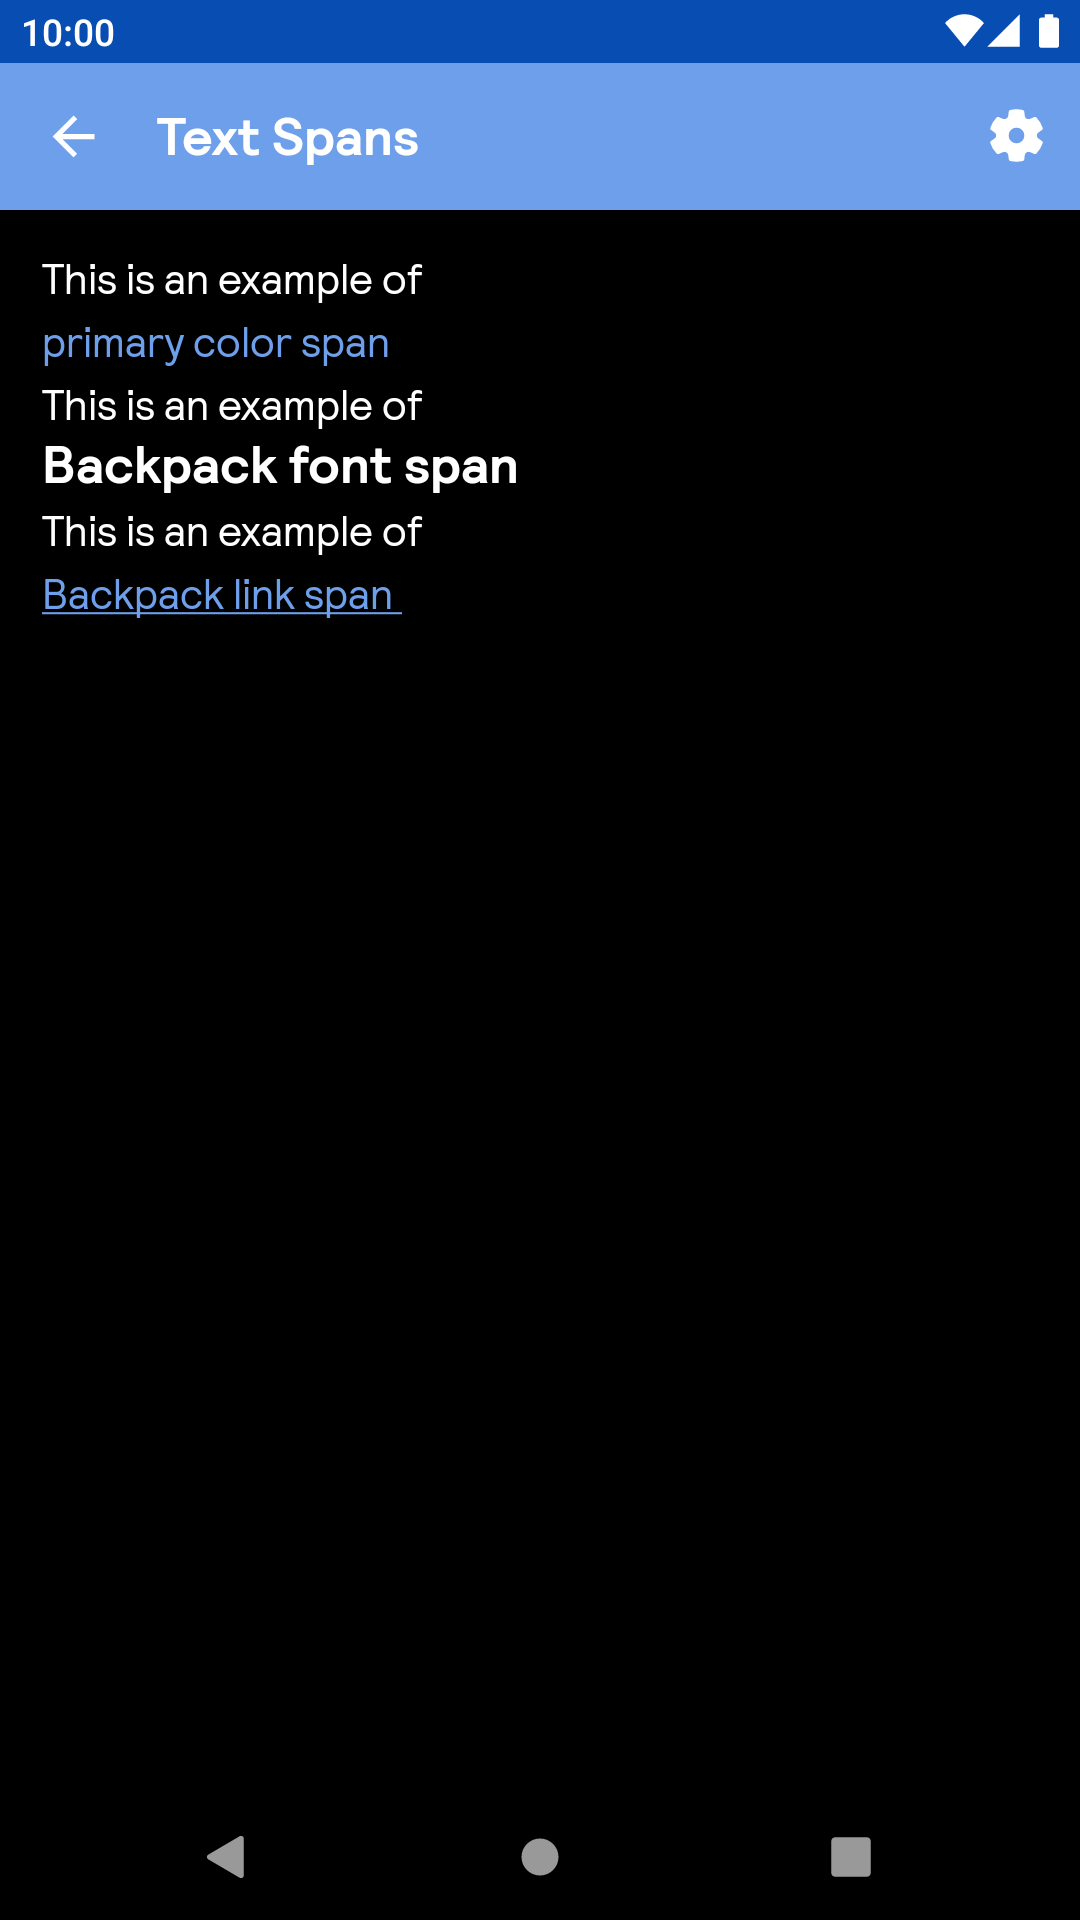 10:00
Text Spans
This is an example of
primary color span
This is an example of
Backpack font span
This is an example of
Backpack link span